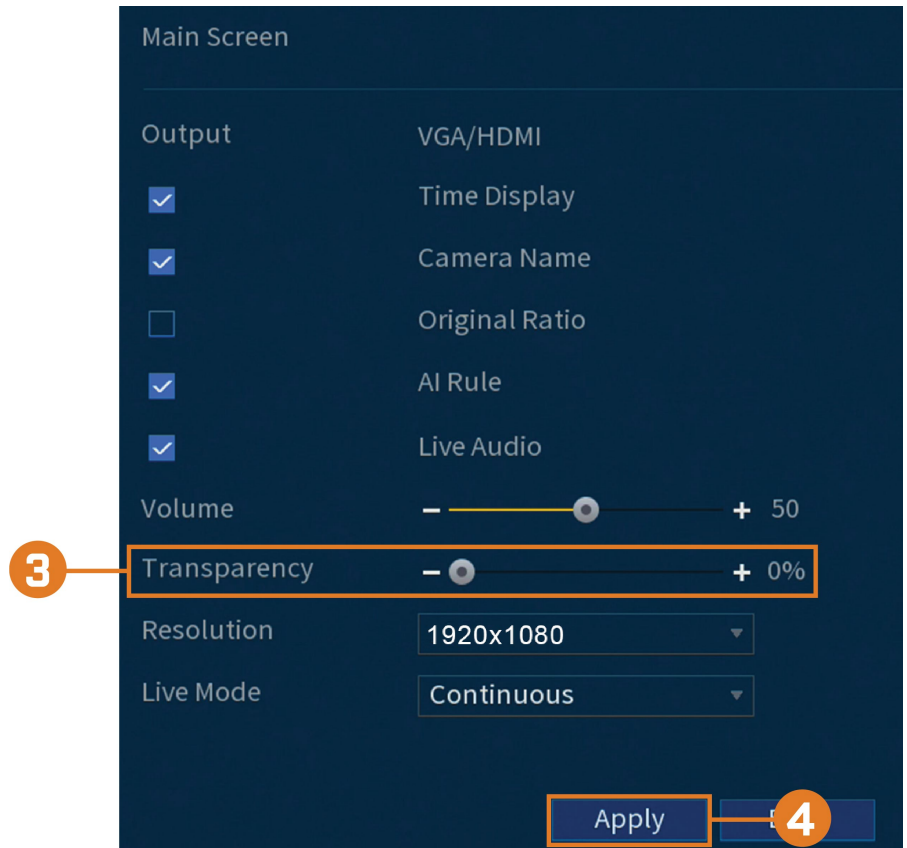 Main Screen
Output VGA/HDMI
Time Display
Camera Name
Original Ratio
AI Rule
Live Audio
Volume − + 50
3 Transparency − + 0%
Resolution 1920x1080
Live Mode Continuous
Apply 4